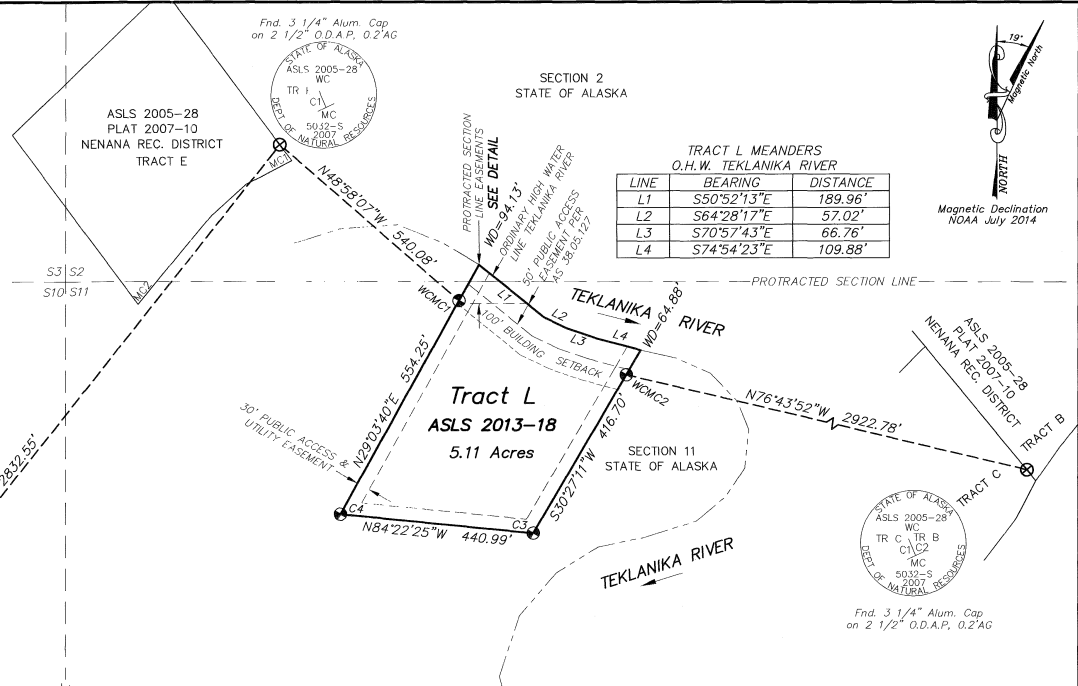 Fnd. 3 1/4" Alum. Cap
on 2 1/2" O.D.A.P, 0.2'AG
STATE OF ALASKA
ASLS 2005-28
WC
TR
C1
MC
5032-S
2007
DEPT OF NATURAL RESOURCES
ASLS 2005-28
PLAT 2007-10
NENANA REC. DISTRICT
TRACT E
MC1
MC2
SECTION 2
STATE OF ALASKA
19°
Magnetic North
NORTH
Magnetic Declination
NOAA July 2014
TRACT L MEANDERS
O.H.W. TEKLANIKA RIVER
LINE BEARING DISTANCE
L1 S50°52'13"E 189.96'
L2 S64°28'17"E 57.02'
L3 S70°57'43"E 66.76'
L4 S74°54'23"E 109.88'
PROTRACTED SECTION
LINE EASEMENTS
SEE DETAIL
WD=94.13'
ORDINARY HIGH WATER
LINE TEKLANIKA RIVER
50' PUBLIC ACCESS
EASEMENT PER
AS 38.05.127
N48°58'07"W
540.08'
S3 S2
S10 S11
PROTRACTED SECTION LINE
WCMC1
L1
L2
L3
L4
TEKLANIKA RIVER
WD=64.88'
100' BUILDING SETBACK
WCMC2
N76°43'52"W 2922.78'
ASLS 2005-28
PLAT 2007-10
NENANA REC. DISTRICT
TRACT B
TRACT C
N29°03'40"E 554.25'
Tract L
ASLS 2013-18
5.11 Acres
S30°27'11"W 416.70'
SECTION 11
STATE OF ALASKA
30' PUBLIC ACCESS &
UTILITY EASEMENT
2832.55'
C4
C3
N84°22'25"W 440.99'
TEKLANIKA RIVER
STATE OF ALASKA
ASLS 2005-28
WC
TR C TR B
C1 C2
MC
5032-S
2007
DEPT OF NATURAL RESOURCES
Fnd. 3 1/4" Alum. Cap
on 2 1/2" O.D.A.P, 0.2'AG